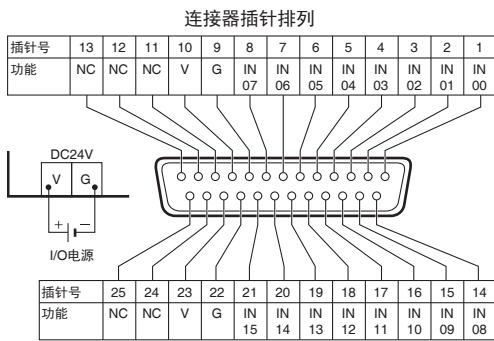 连接器插针排列
插针号 13 12 11 10 9 8 7 6 5 4 3 2 1
功能 NC NC NC V G IN 07 IN 06 IN 05 IN 04 IN 03 IN 02 IN 01 IN 00
DC24V
V G
+ −
I/O电源
插针号 25 24 23 22 21 20 19 18 17 16 15 14
功能 NC NC V G IN 15 IN 14 IN 13 IN 12 IN 11 IN 10 IN 09 IN 08